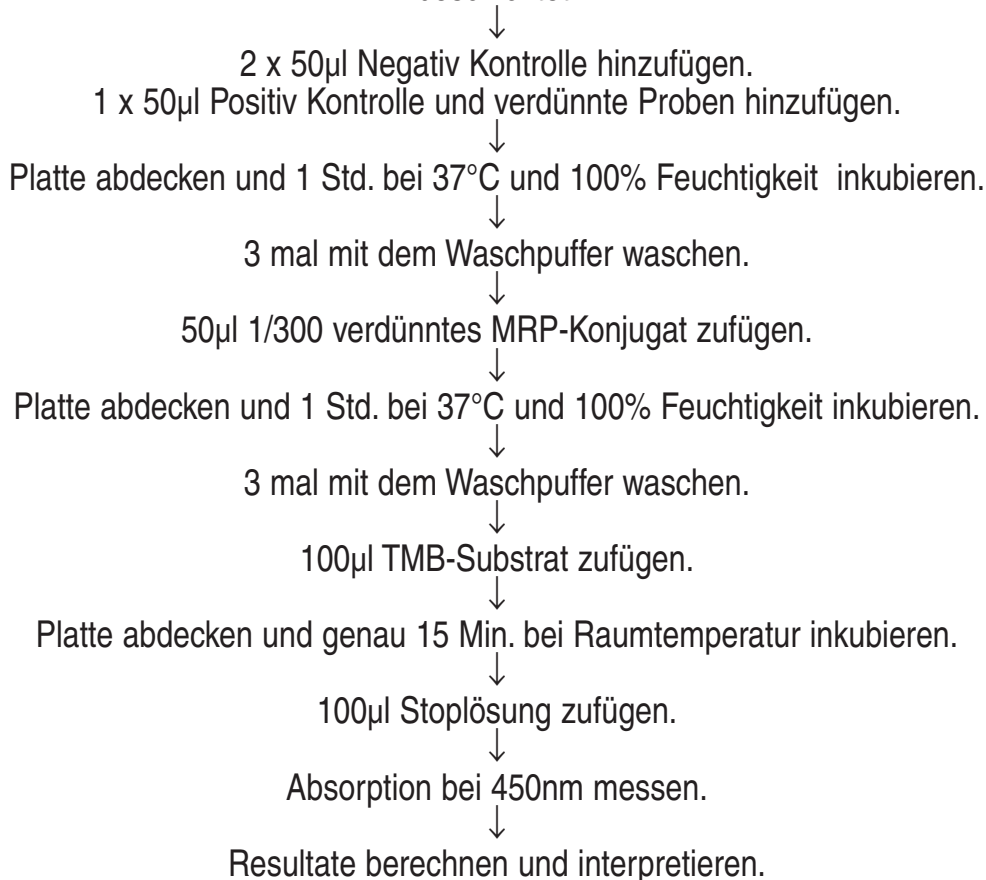 2 x 50µl Negativ Kontrolle hinzufügen.
1 x 50µl Positiv Kontrolle und verdünnte Proben hinzufügen.
Platte abdecken und 1 Std. bei 37°C und 100% Feuchtigkeit  inkubieren.
3 mal mit dem Waschpuffer waschen.
50µl 1/300 verdünntes MRP-Konjugat zufügen.
Platte abdecken und 1 Std. bei 37°C und 100% Feuchtigkeit inkubieren.
3 mal mit dem Waschpuffer waschen.
100µl TMB-Substrat zufügen.
Platte abdecken und genau 15 Min. bei Raumtemperatur inkubieren.
100µl Stoplösung zufügen.
Absorption bei 450nm messen.
Resultate berechnen und interpretieren.